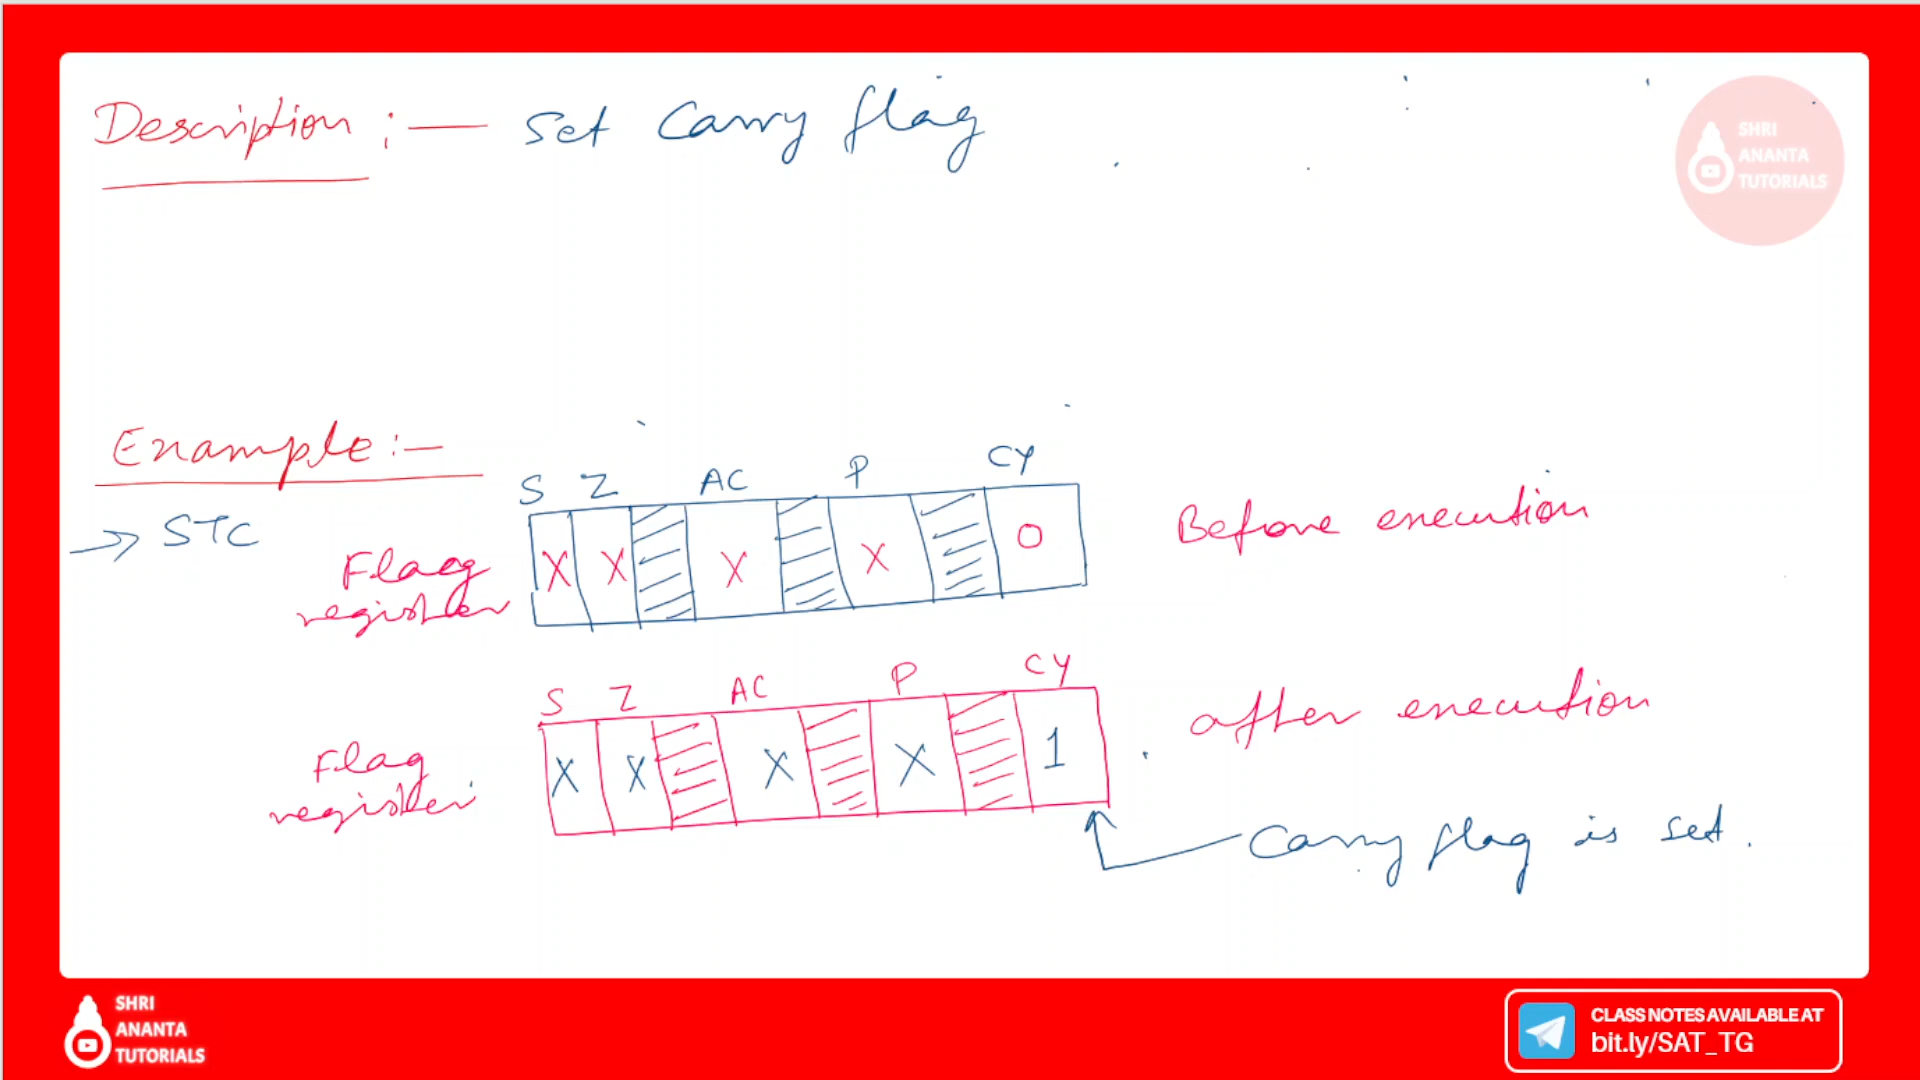 Description :— Set Carry flag
SHRI
ANANTA
TUTORIALS
Example:—
→ STC
S Z AC P CY
Flag
register
X X X X 0
Before execution
S Z AC P CY
Flag
register
X X X X 1
after execution
Carry flag is set.
SHRI
ANANTA
TUTORIALS
CLASS NOTES AVAILABLE AT
bit.ly/SAT_TG